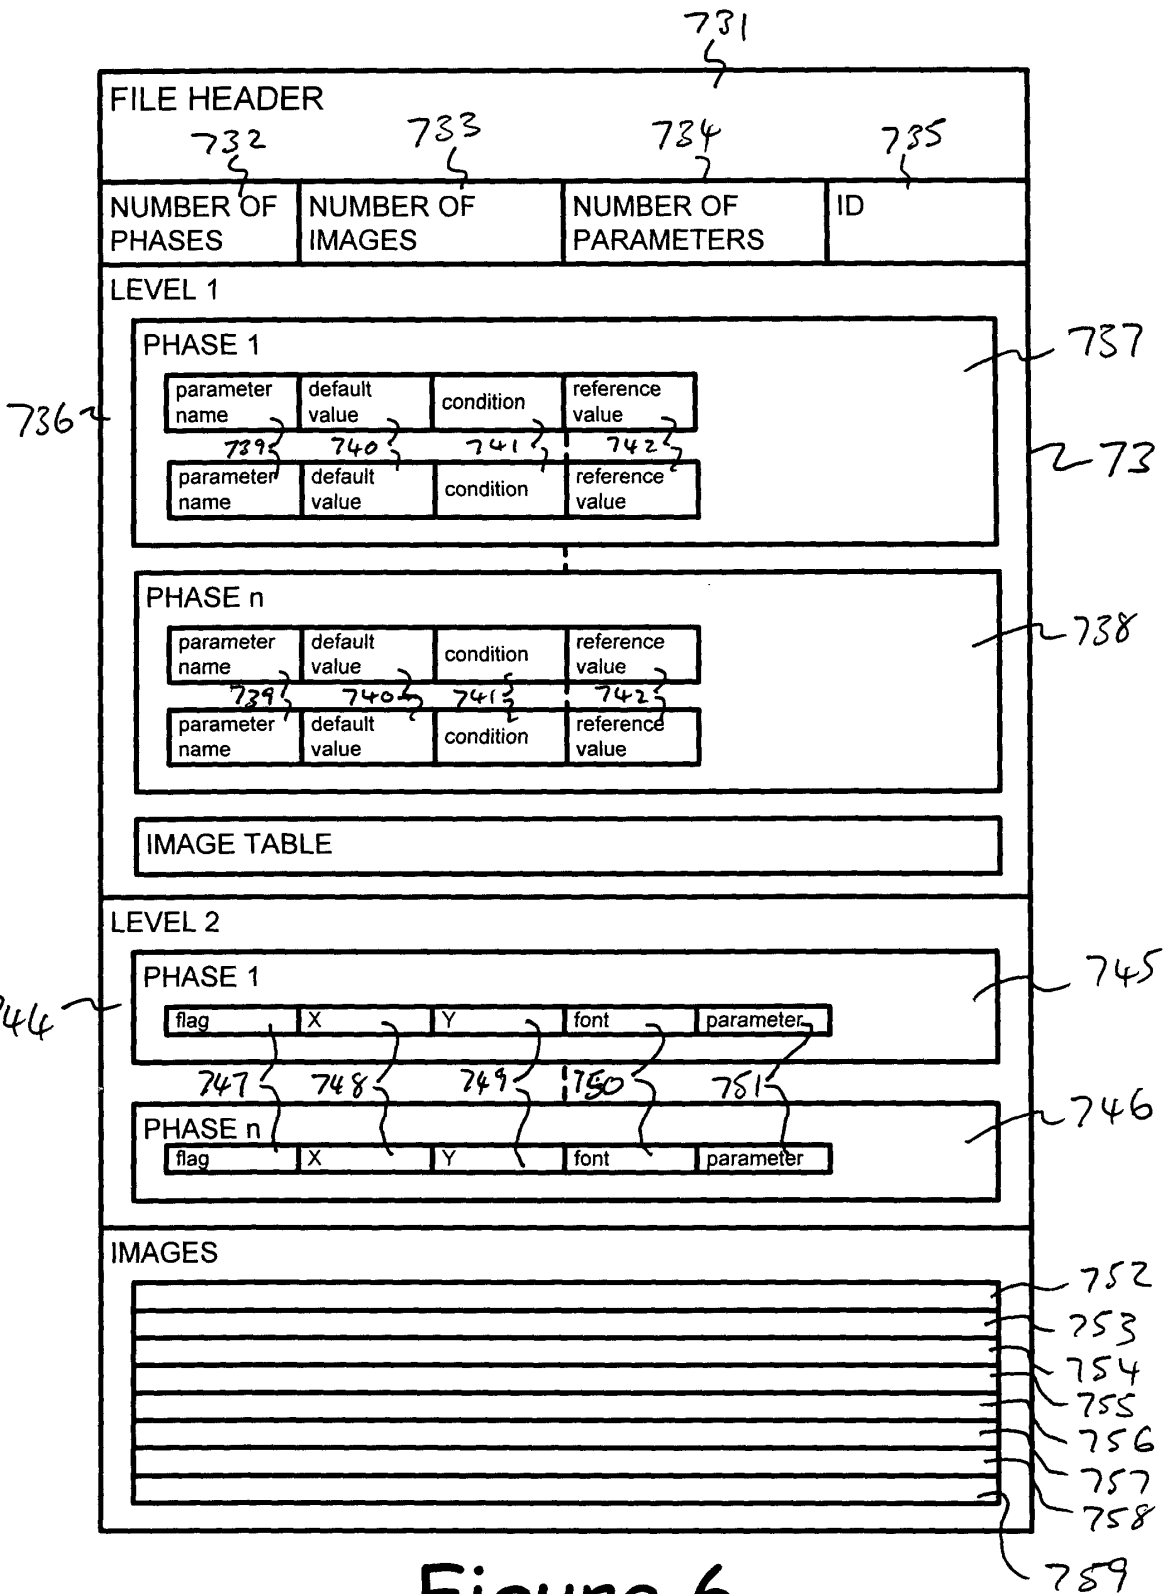 731
FILE HEADER
732 733 734 735
NUMBER OF PHASES NUMBER OF IMAGES NUMBER OF PARAMETERS ID
LEVEL 1
PHASE 1
737
parameter name default value condition reference value
736
739 740 741 742
73
parameter name default value condition reference value
PHASE n
738
parameter name default value condition reference value
739 740 741 742
parameter name default value condition reference value
IMAGE TABLE
LEVEL 2
PHASE 1
745
744
flag X Y font parameter
747 748 749 750 751
746
PHASE n
flag X Y font parameter
IMAGES
752
753
754
755
756
757
758
759
Figure 6